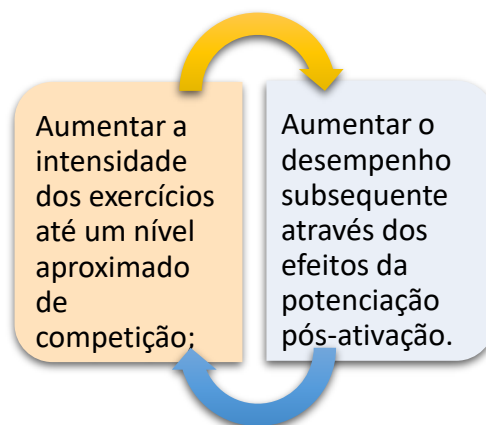 Aumentar a
intensidade
dos exercícios
até um nível
aproximado
de
competição;
Aumentar o
desempenho
subsequente
através dos
efeitos da
potenciação
pós-ativação.